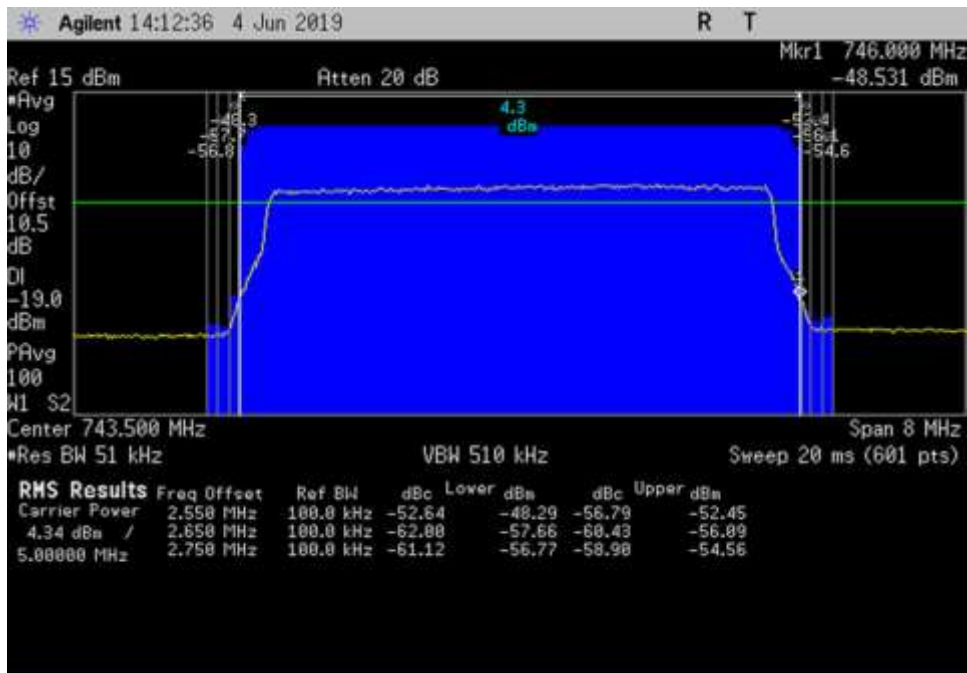 Agilent 14:12:36 4 Jun 2019 R T
Mkr1 746.000 MHz
Ref 15 dBm Atten 20 dB -48.531 dBm
*Avg
Log
10
dB/
Offst
10.5
dB
DI
-19.0
dBm
PAvg
100
W1 S2
4.3
dBm
-56.8
-54.6
Center 743.500 MHz Span 8 MHz
*Res BW 51 kHz VBW 510 kHz Sweep 20 ms (601 pts)
RMS Results Freq Offset Ref BW dBc Lower dBm dBc Upper dBm
Carrier Power 2.550 MHz 100.0 kHz -52.64 -48.29 -56.79 -52.45
4.34 dBm / 2.650 MHz 100.0 kHz -62.00 -57.66 -60.43 -56.09
5.00000 MHz 2.750 MHz 100.0 kHz -61.12 -56.77 -58.90 -54.56